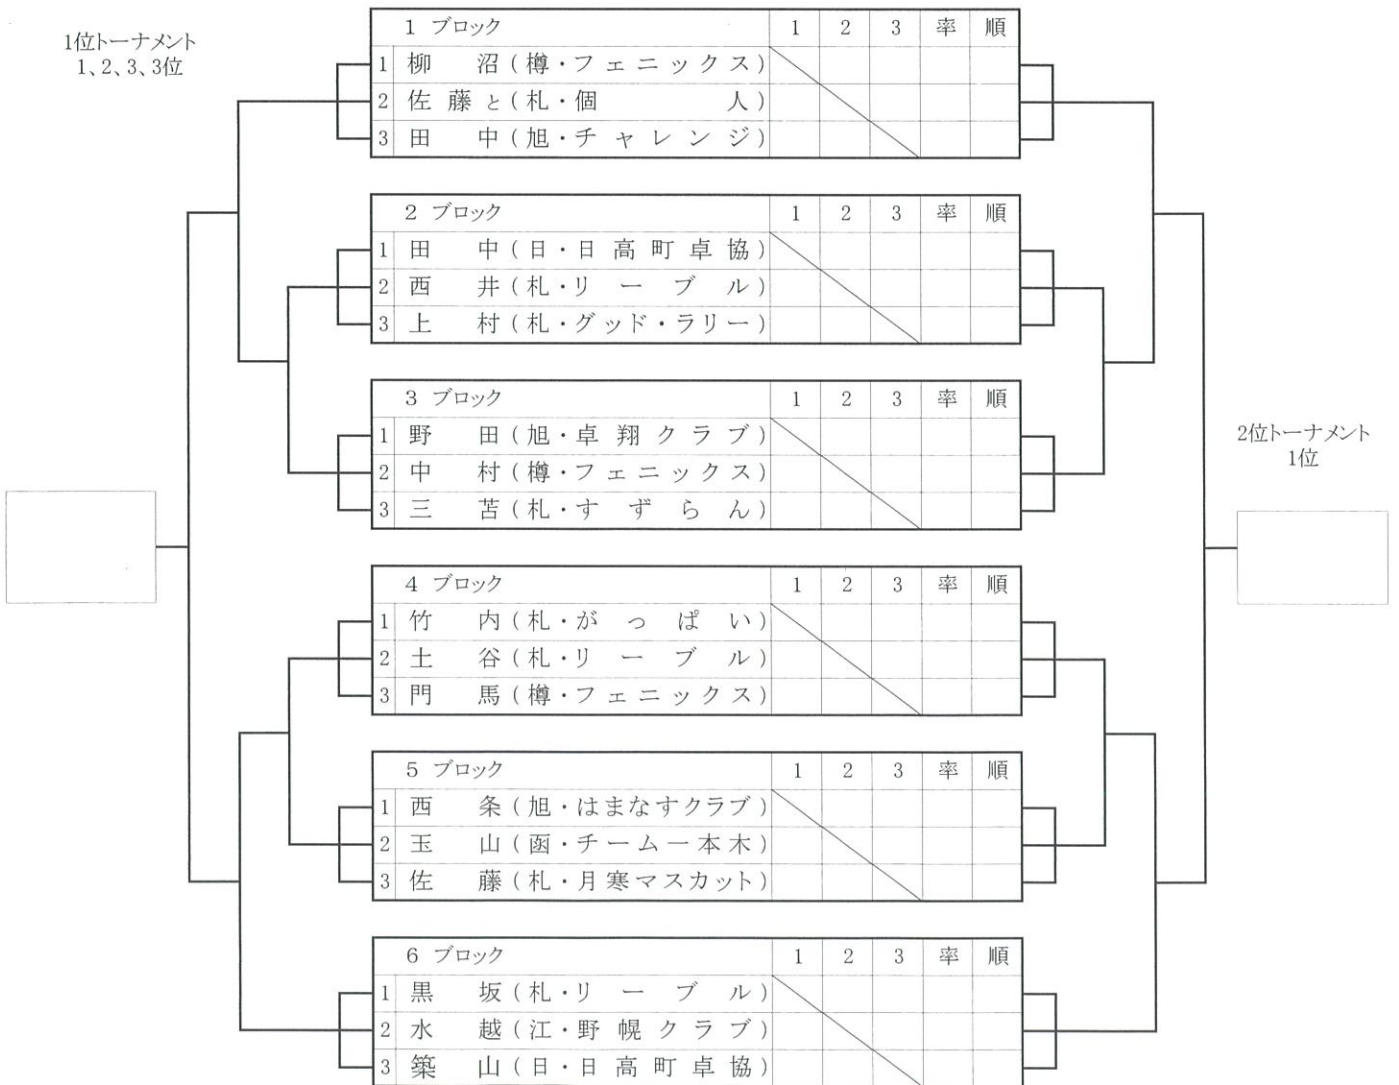 1位トーナメント
1、2、3、3位
1 ブロック 1 2 3 率 順
1 柳 沼(樽・フェニックス)
2 佐藤と(札・個 人)
3 田 中(旭・チャレンジ)
2 ブロック 1 2 3 率 順
1 田 中(日・日高町卓協)
2 西 井(札・リーブル)
3 上 村(札・グッド・ラリー)
3 ブロック 1 2 3 率 順
1 野 田(旭・卓翔クラブ)
2 中 村(樽・フェニックス)
3 三 苫(札・すずらん)
2位トーナメント
1位
4 ブロック 1 2 3 率 順
1 竹 内(札・がっぱい)
2 土 谷(札・リーブル)
3 門 馬(樽・フェニックス)
5 ブロック 1 2 3 率 順
1 西 条(旭・はまなすクラブ)
2 玉 山(函・チーム一本木)
3 佐 藤(札・月寒マスカット)
6 ブロック 1 2 3 率 順
1 黒 坂(札・リーブル)
2 水 越(江・野幌クラブ)
3 築 山(日・日高町卓協)